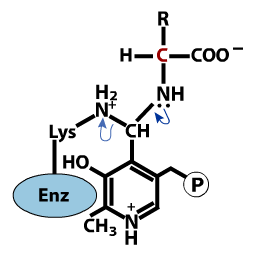 R
H C COO⁻
H₂
N⁺ NH
Lys CH
HO
Enz P
+
CH₃ N
H